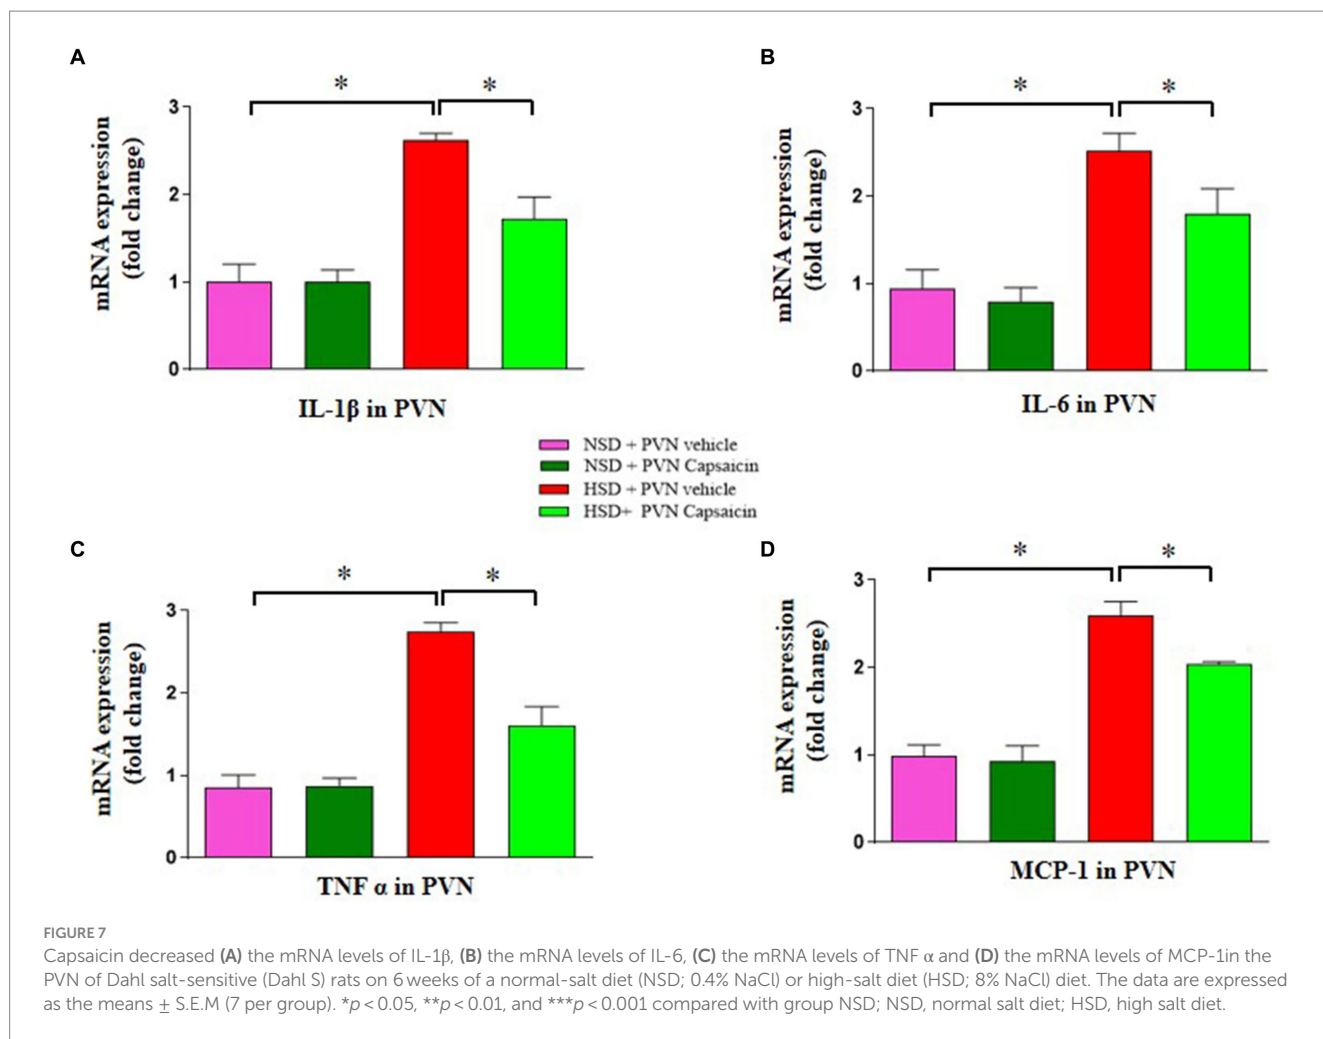 A
B
*
*
*
*
3
2
1
0
mRNA expression
(fold change)
IL-1β in PVN
3
2
1
0
mRNA expression
(fold change)
IL-6 in PVN
NSD + PVN vehicle
NSD + PVN Capsaicin
HSD + PVN vehicle
HSD+ PVN Capsaicin
C
D
*
*
*
*
3
2
1
0
mRNA expression
(fold change)
TNF α in PVN
3
2
1
0
mRNA expression
(fold change)
MCP-1 in PVN
FIGURE 7
Capsaicin decreased (A) the mRNA levels of IL-1β, (B) the mRNA levels of IL-6, (C) the mRNA levels of TNF α and (D) the mRNA levels of MCP-1in the
PVN of Dahl salt-sensitive (Dahl S) rats on 6 weeks of a normal-salt diet (NSD; 0.4% NaCl) or high-salt diet (HSD; 8% NaCl) diet. The data are expressed
as the means ± S.E.M (7 per group). *p < 0.05, **p < 0.01, and ***p < 0.001 compared with group NSD; NSD, normal salt diet; HSD, high salt diet.